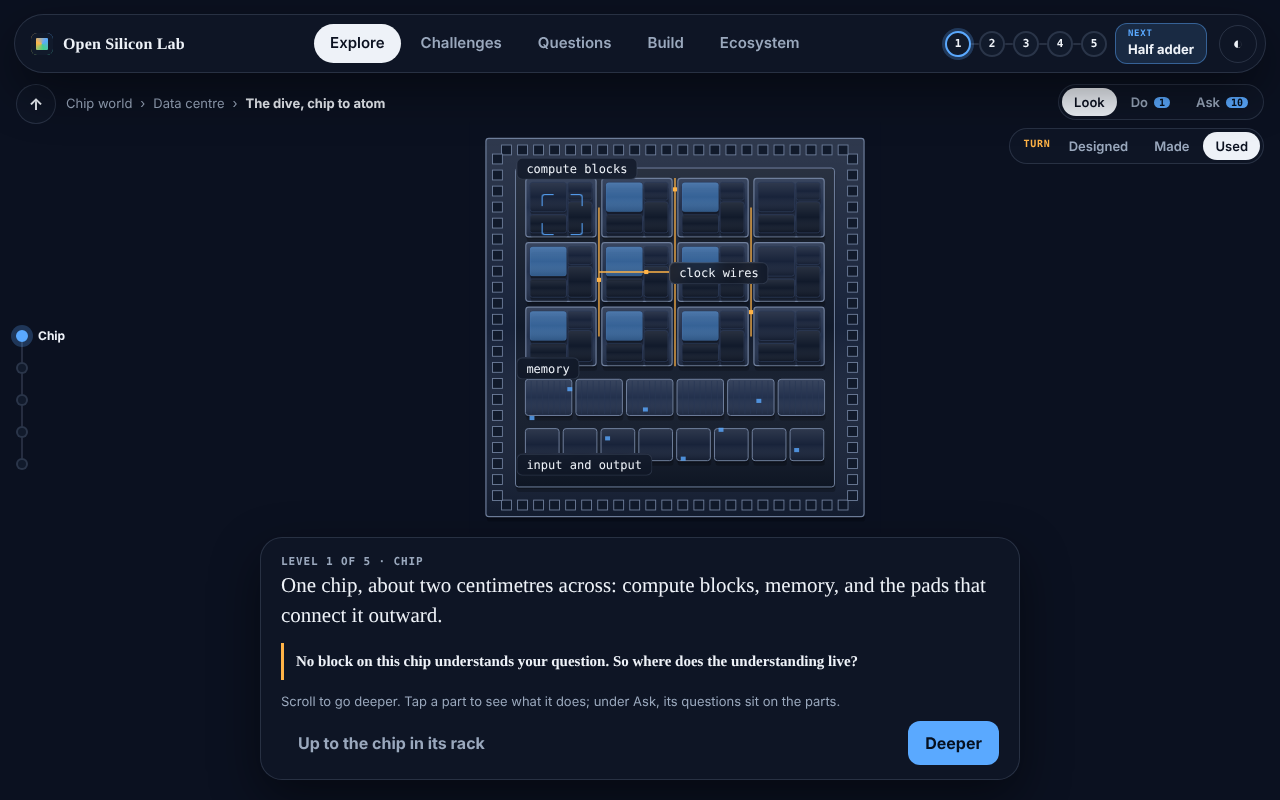 Open Silicon Lab
Explore
Challenges
Questions
Build
Ecosystem
1
2
3
4
5
NEXT
Half adder
Chip world › Data centre › The dive, chip to atom
Look
Do 1
Ask 10
TURN
Designed
Made
Used
compute blocks
clock wires
memory
input and output
Chip
LEVEL 1 OF 5 · CHIP
One chip, about two centimetres across: compute blocks, memory, and the pads that
connect it outward.
No block on this chip understands your question. So where does the understanding live?
Scroll to go deeper. Tap a part to see what it does; under Ask, its questions sit on the parts.
Up to the chip in its rack
Deeper